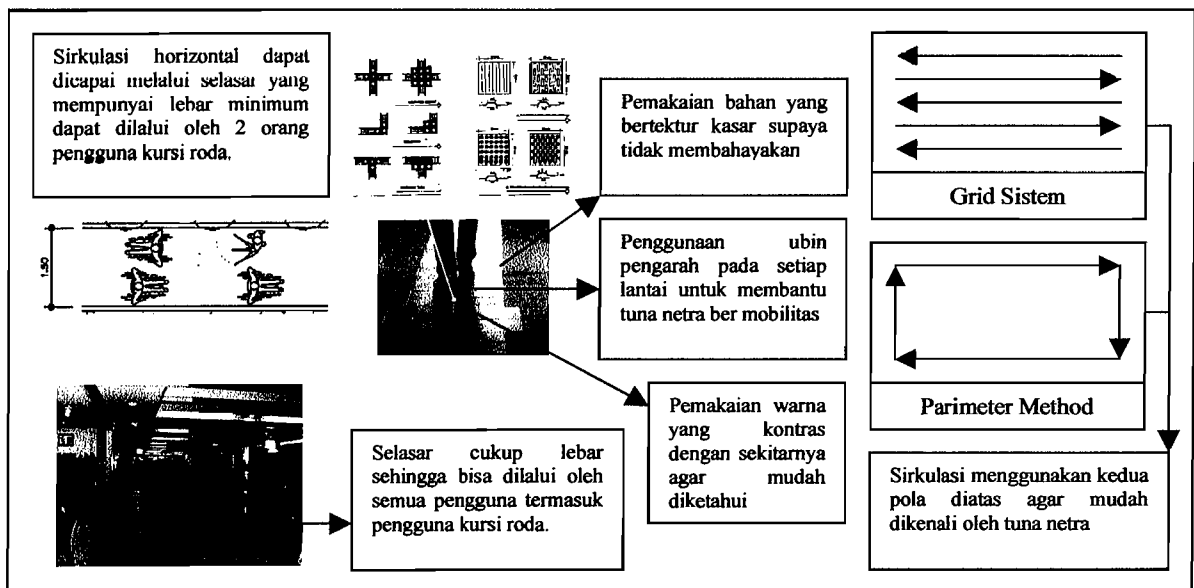 Sirkulasi horizontal dapat
dicapai melalui selasar yang
mempunyai lebar minimum
dapat dilalui oleh 2 orang
pengguna kursi roda.
1.50
Selasar cukup lebar
sehingga bisa dilalui oleh
semua pengguna termasuk
pengguna kursi roda.
Pemakaian bahan yang
bertektur kasar supaya
tidak membahayakan
Penggunaan ubin
pengarah pada setiap
lantai untuk membantu
tuna netra ber mobilitas
Pemakaian warna
yang kontras
dengan sekitarnya
agar mudah
diketahui
Grid Sistem
Parimeter Method
Sirkulasi menggunakan kedua
pola diatas agar mudah
dikenali oleh tuna netra